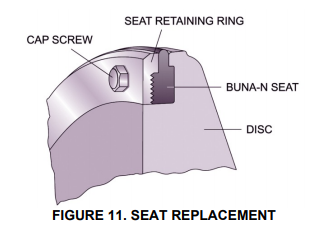 SEAT RETAINING RING
CAP SCREW
BUNA-N SEAT
DISC
FIGURE 11. SEAT REPLACEMENT